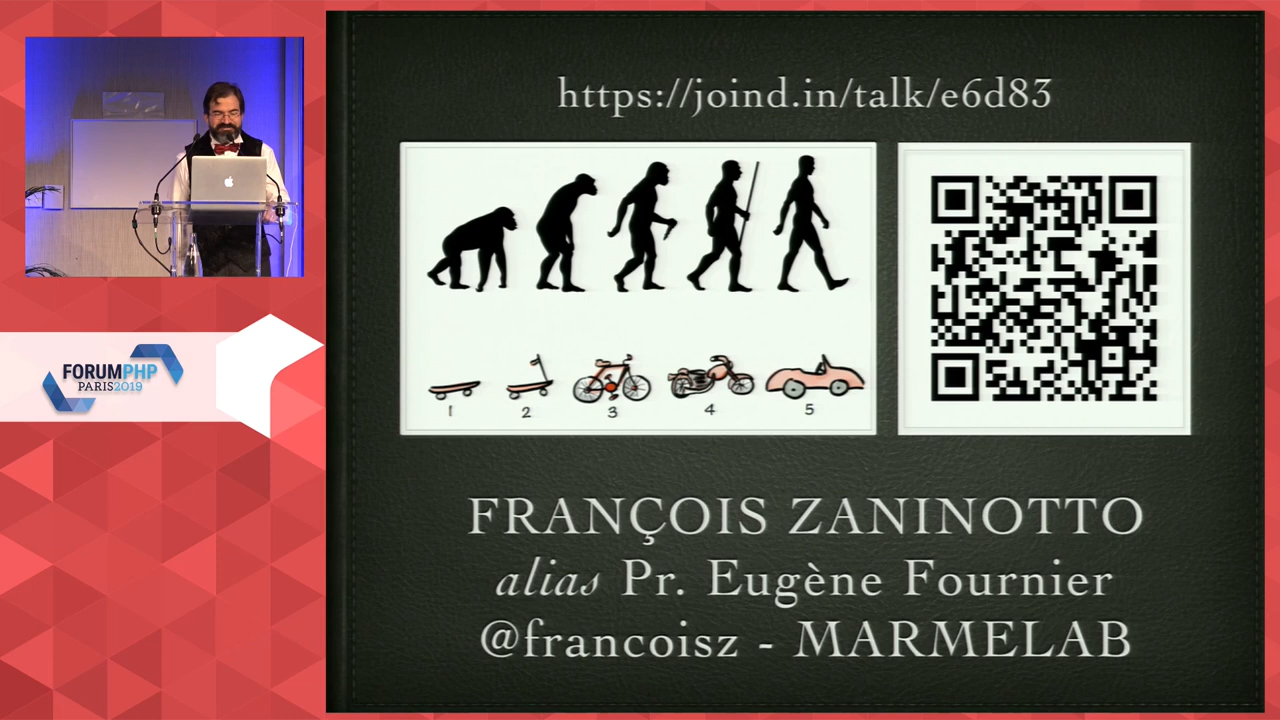 https://joind.in/talk/e6d83
1
2
3
4
5
FORUMPHP
PARIS2019
FRANÇOIS ZANINOTTO
alias Pr. Eugène Fournier
@francoisz - MARMELAB